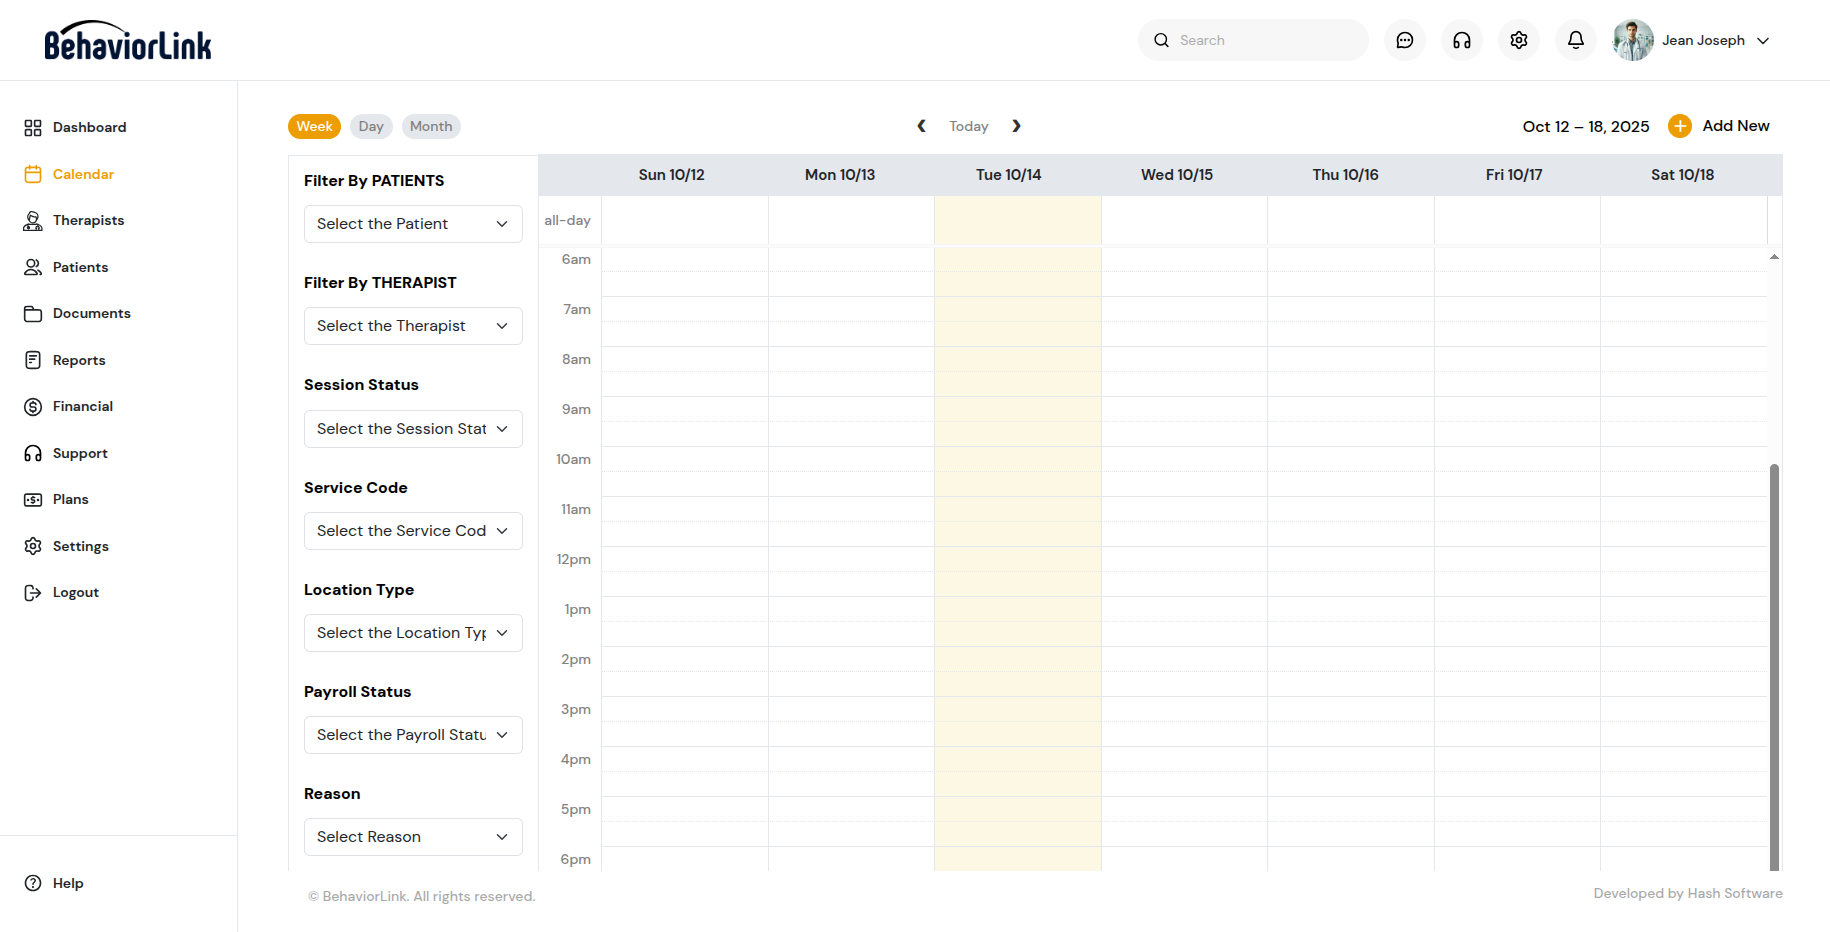 BehaviorLink
Search
Jean Joseph
Dashboard
Calendar
Therapists
Patients
Documents
Reports
Financial
Support
Plans
Settings
Logout
Help
Week Day Month
Today
Oct 12 – 18, 2025
Add New
Filter By PATIENTS
Select the Patient
Filter By THERAPIST
Select the Therapist
Session Status
Select the Session Stat
Service Code
Select the Service Cod
Location Type
Select the Location Typ
Payroll Status
Select the Payroll Statu
Reason
Select Reason
Sun 10/12 Mon 10/13 Tue 10/14 Wed 10/15 Thu 10/16 Fri 10/17 Sat 10/18
all-day
6am
7am
8am
9am
10am
11am
12pm
1pm
2pm
3pm
4pm
5pm
6pm
© BehaviorLink. All rights reserved.
Developed by Hash Software